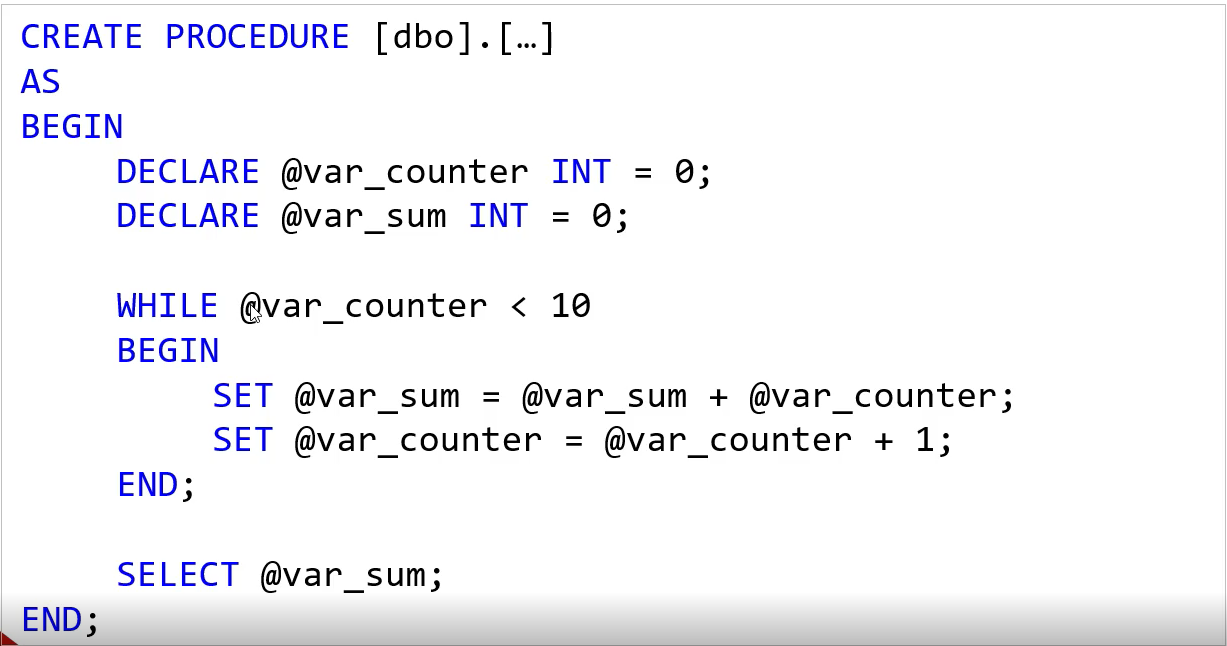 CREATE PROCEDURE [dbo].[…]
AS
BEGIN
DECLARE @var_counter INT = 0;
DECLARE @var_sum INT = 0;
WHILE @var_counter < 10
BEGIN
SET @var_sum = @var_sum + @var_counter;
SET @var_counter = @var_counter + 1;
END;
SELECT @var_sum;
END;